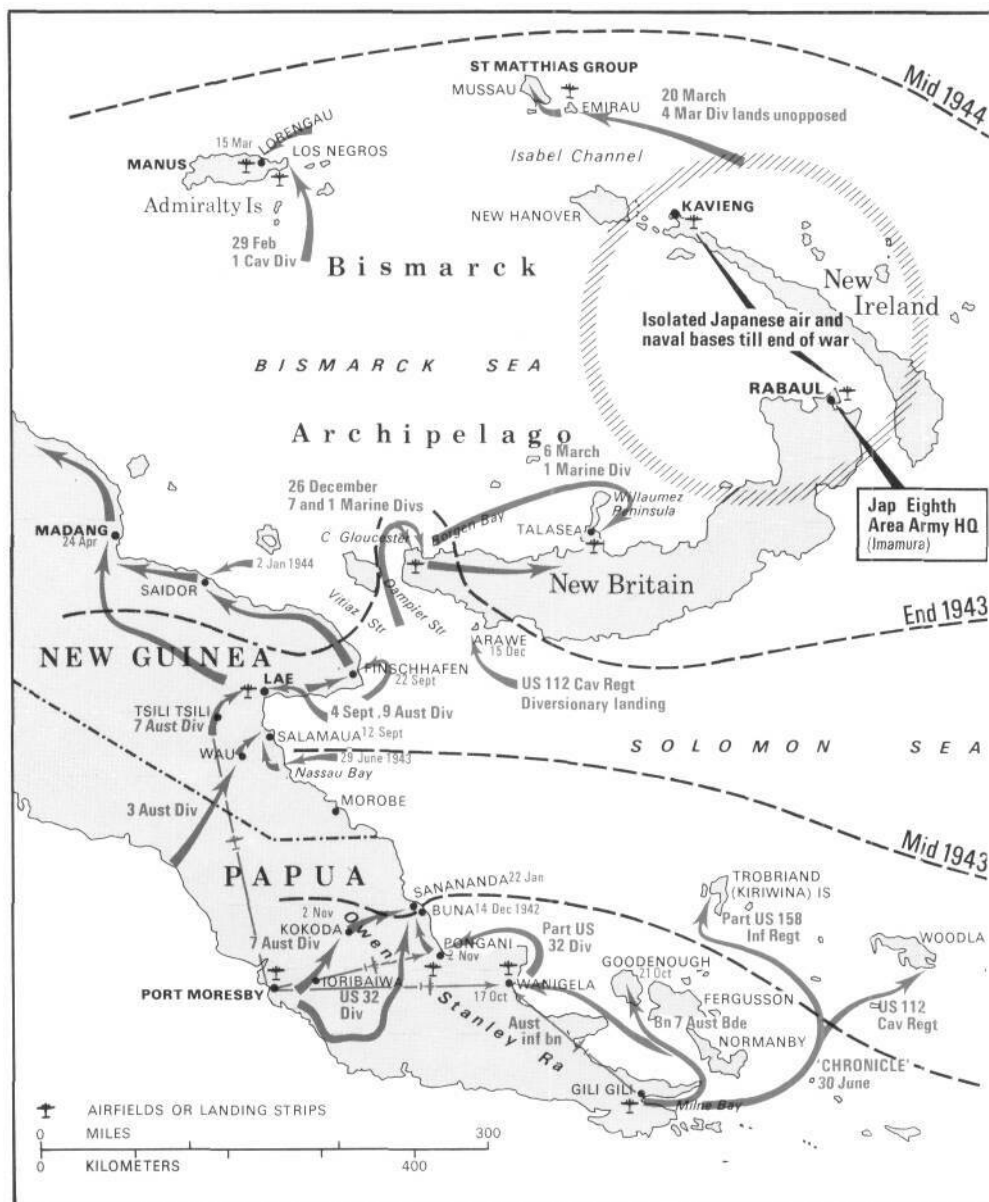 ST MATTHIAS GROUP
MUSSAU
EMIRAU
20 March
4 Mar Div lands unopposed
Mid 1944
15 Mar
LORENGAU
LOS NEGROS
MANUS
Admiralty Is
Isabel Channel
NEW HANOVER
KAVIENG
29 Feb
1 Cav Div
Bismarck
New
Ireland
Isolated Japanese air and
naval bases till end of war
BISMARCK SEA
RABAUL
Archipelago
6 March
1 Marine Div
26 December
7 and 1 Marine Divs
Willaumez
Peninsula
Jap Eighth
Area Army HQ
(Imamura)
C Gloucester
Borgen Bay
TALASEA
MADANG
24 Apr
2 Jan 1944
SAIDOR
New Britain
Vitiaz Str
Dampier Str
End 1943
ARAWE
15 Dec
NEW GUINEA
FINSCHHAFEN
22 Sept
LAE
US 112 Cav Regt
Diversionary landing
TSILI TSILI
7 Aust Div
4 Sept, 9 Aust Div
SALAMAUA 12 Sept
SOLOMON SEA
WAU
29 June 1943
Nassau Bay
3 Aust Div
MOROBE
Mid 1943
PAPUA
TROBRIAND
(KIRIWINA) IS
SANANANDA 22 Jan
2 Nov
BUNA 14 Dec 1942
KOKODA
7 Aust Div
Part US
32 Div
Part US 158
Inf Regt
WOODLA
Owen
PONGANI
2 Nov
GOODENOUGH
21 Oct
PORT MORESBY
IORIBAIWA
US 32
Div
WANIGELA
17 Oct
FERGUSSON
US 112
Cav Regt
Stanley Ra
Aust
inf bn
Bn 7 Aust Bde
NORMANBY
'CHRONICLE'
30 June
GILI GILI
Milne Bay
AIRFIELDS OR LANDING STRIPS
0 MILES 300
0 KILOMETERS 400